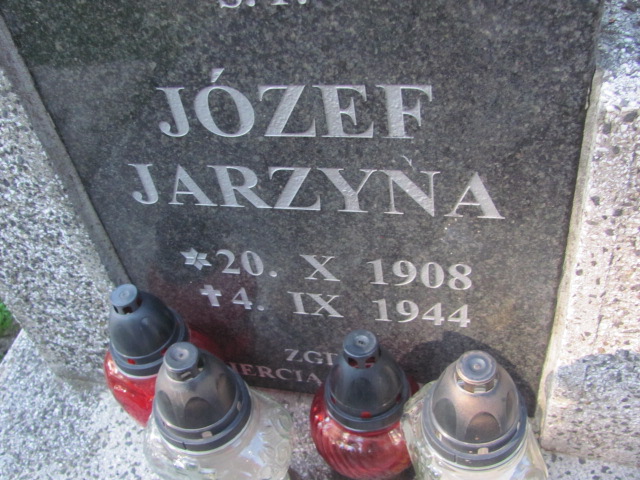 Ś.P.
JÓZEF
JARZYŇA
* 20. X 1908
✝ 4. IX 1944